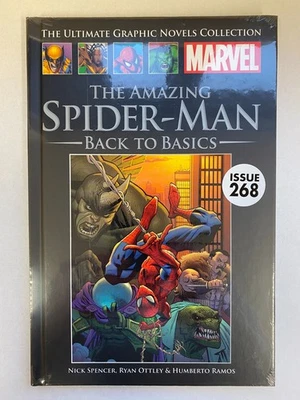 THE ULTIMATE GRAPHIC NOVELS COLLECTION
MARVEL
THE AMAZING
SPIDER-MAN
BACK TO BASICS
ISSUE
268
NICK SPENCER, RYAN OTTLEY & HUMBERTO RAMOS